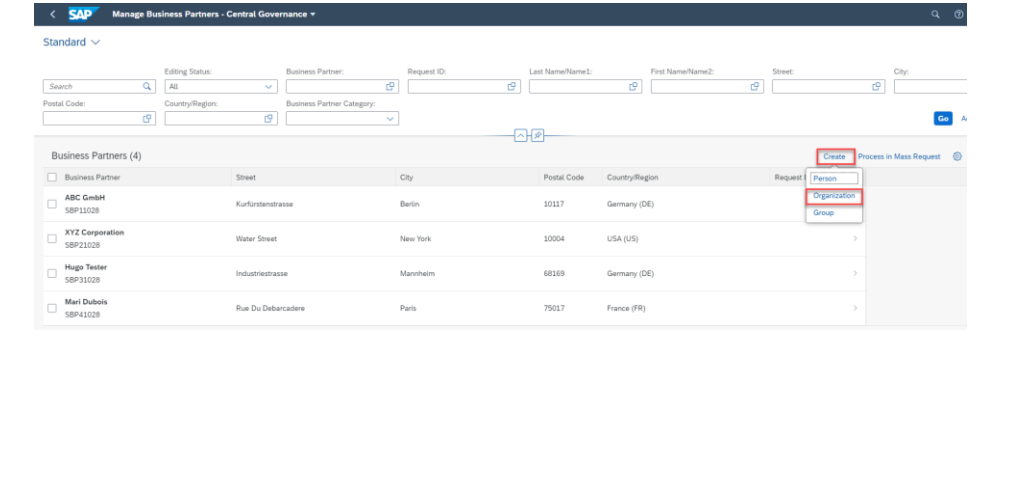 SAP Manage Business Partners - Central Governance
Standard
Editing Status: Business Partner: Request ID: Last Name/Name1: First Name/Name2: Street: City:
Search All
Postal Code: Country/Region: Business Partner Category:
Go
Business Partners (4) Create Process in Mass Request
Business Partner Street City Postal Code Country/Region Request
Person
Organization
Group
ABC GmbH
SBP11028 Kurfürstenstrasse Berlin 10117 Germany (DE)
XYZ Corporation
SBP21028 Water Street New York 10004 USA (US)
Hugo Tester
SBP31028 Industriestrasse Mannheim 68169 Germany (DE)
Mari Dubois
SBP41028 Rue Du Debarcadere Paris 75017 France (FR)